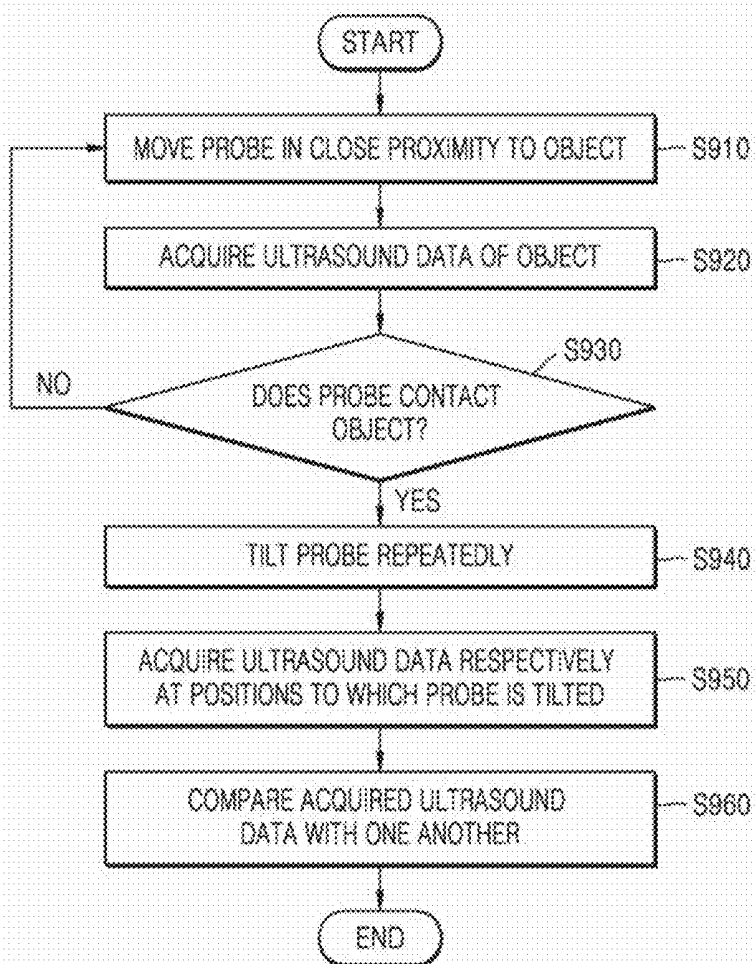 START
MOVE PROBE IN CLOSE PROXIMITY TO OBJECT
S910
ACQUIRE ULTRASOUND DATA OF OBJECT
S920
S930
NO
DOES PROBE CONTACT
OBJECT?
YES
TILT PROBE REPEATEDLY
S940
ACQUIRE ULTRASOUND DATA RESPECTIVELY
AT POSITIONS TO WHICH PROBE IS TILTED
S950
COMPARE ACQUIRED ULTRASOUND
DATA WITH ONE ANOTHER
S960
END